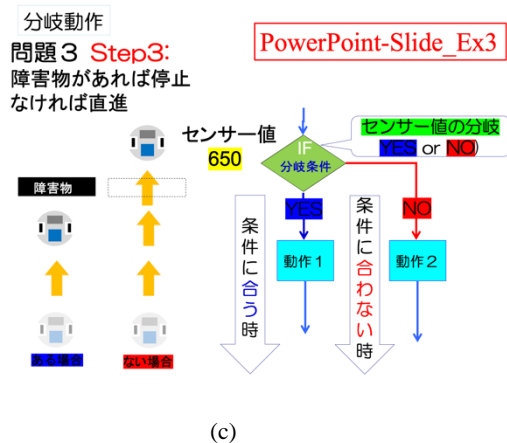 分岐動作
PowerPoint-Slide_Ex3
問題３ Step3:
障害物があれば停止
なければ直進
センサー値
650
センサー値の分岐
YES or NO)
IF
分岐条件
障害物
YES
NO
条件に合う時
条件に合わない時
動作１
動作２
ある場合
ない場合
(c)